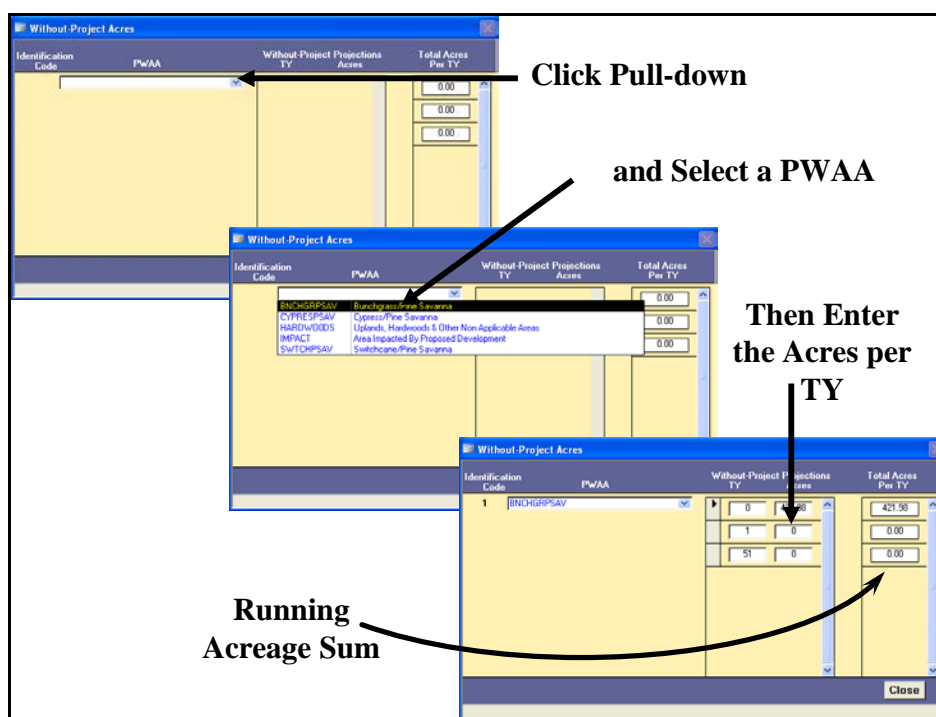 Without-Project Acres
Identification Code
PWAA
Without-Project Projections
TY Acres
Total Acres Per TY
0.00
0.00
0.00
Click Pull-down
and Select a PWAA
Without-Project Acres
Identification Code
PWAA
Without-Project Projections
TY Acres
Total Acres Per TY
BNCHGRPSAV Bunchgrass/Pine Savanna
CYPRESPSAV Cypress/Pine Savanna
HARDWOODS Uplands, Hardwoods & Other Non Applicable Areas
IMPACT Area Impacted By Proposed Development
SWTCHPSAV Switchcane/Pine Savanna
0.00
0.00
0.00
Then Enter
the Acres per
TY
Without-Project Acres
Identification Code
PWAA
Without-Project Projections
TY Acres
Total Acres Per TY
1 BNCHGRPSAV
0 421.98
1 0 0.00
51 0 0.00
Running
Acreage Sum
Close